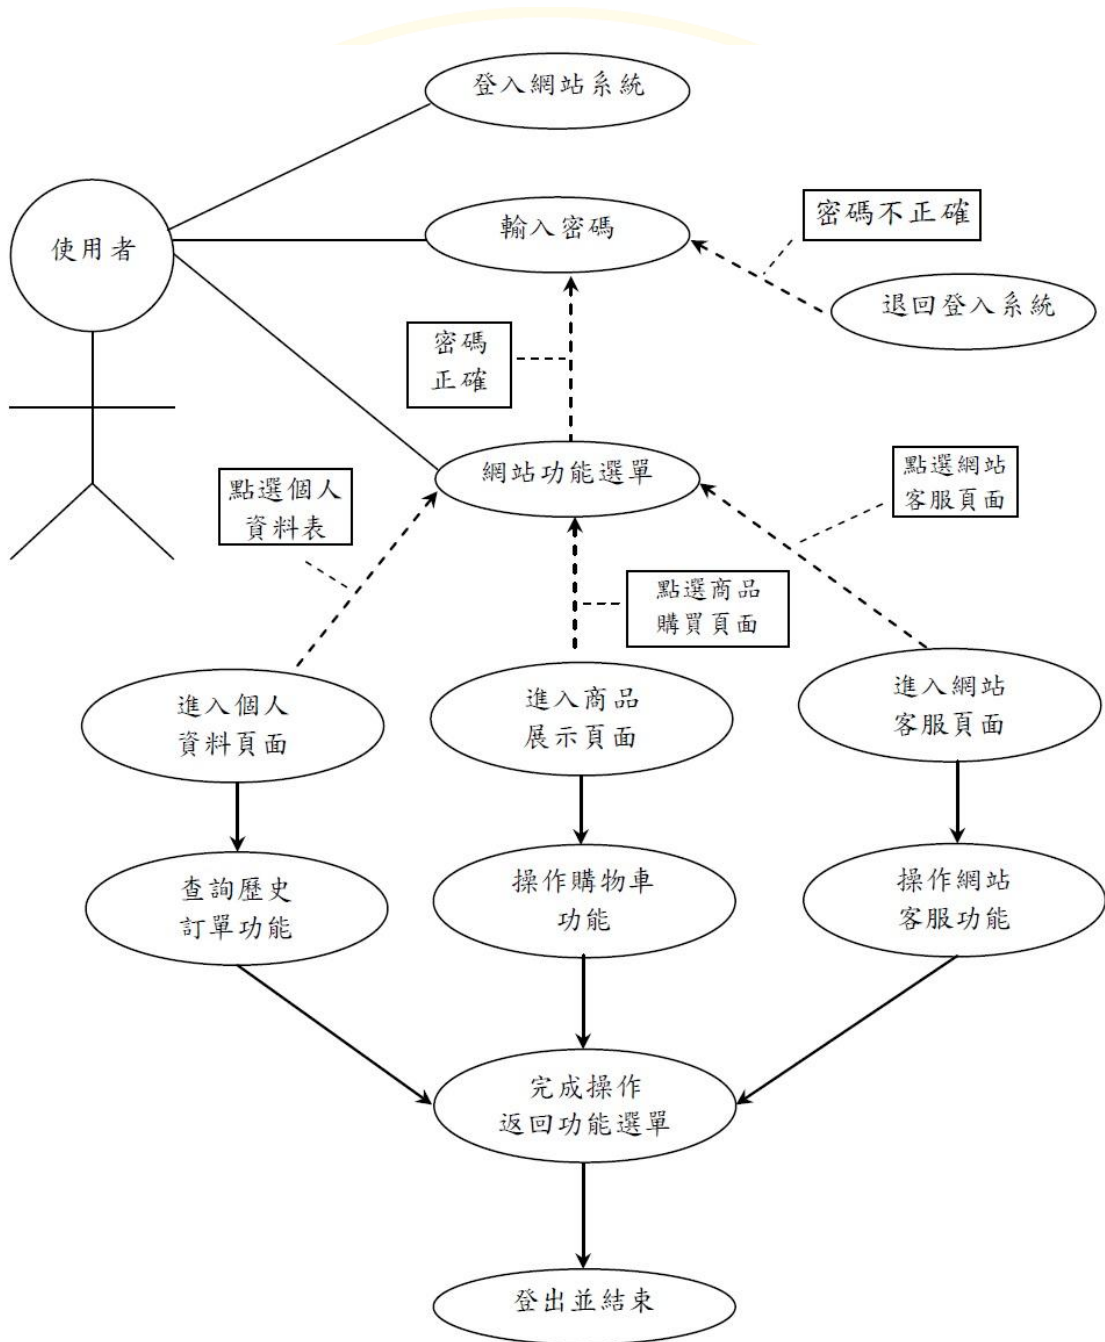 登入網站系統
使用者
輸入密碼
密碼不正確
退回登入系統
密碼
正確
網站功能選單
點選個人
資料表
點選網站
客服頁面
點選商品
購買頁面
進入個人
資料頁面
進入商品
展示頁面
進入網站
客服頁面
查詢歷史
訂單功能
操作購物車
功能
操作網站
客服功能
完成操作
返回功能選單
登出並結束